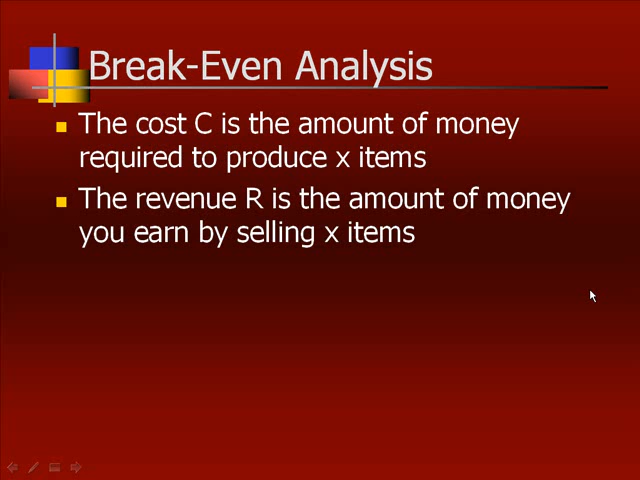 Break-Even Analysis
The cost C is the amount of money
required to produce x items
The revenue R is the amount of money
you earn by selling x items